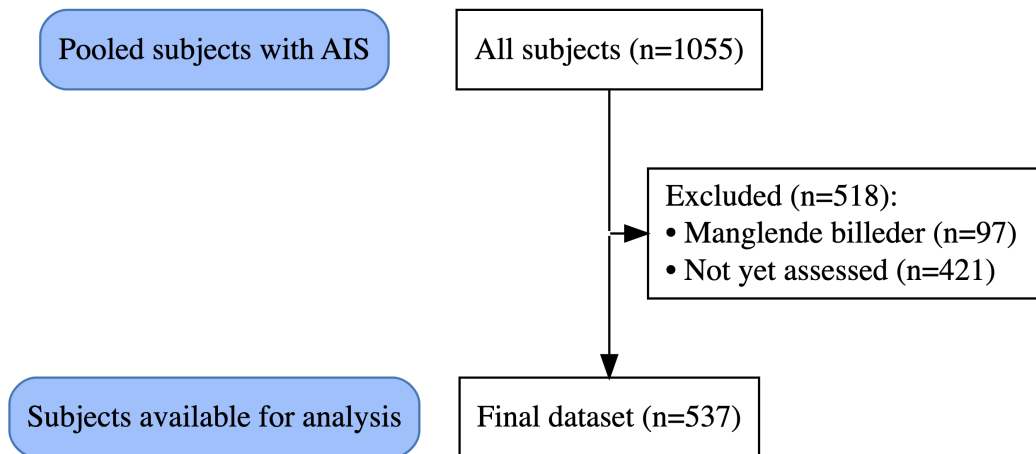 Pooled subjects with AIS
All subjects (n=1055)
Excluded (n=518):
• Manglende billeder (n=97)
• Not yet assessed (n=421)
Subjects available for analysis
Final dataset (n=537)